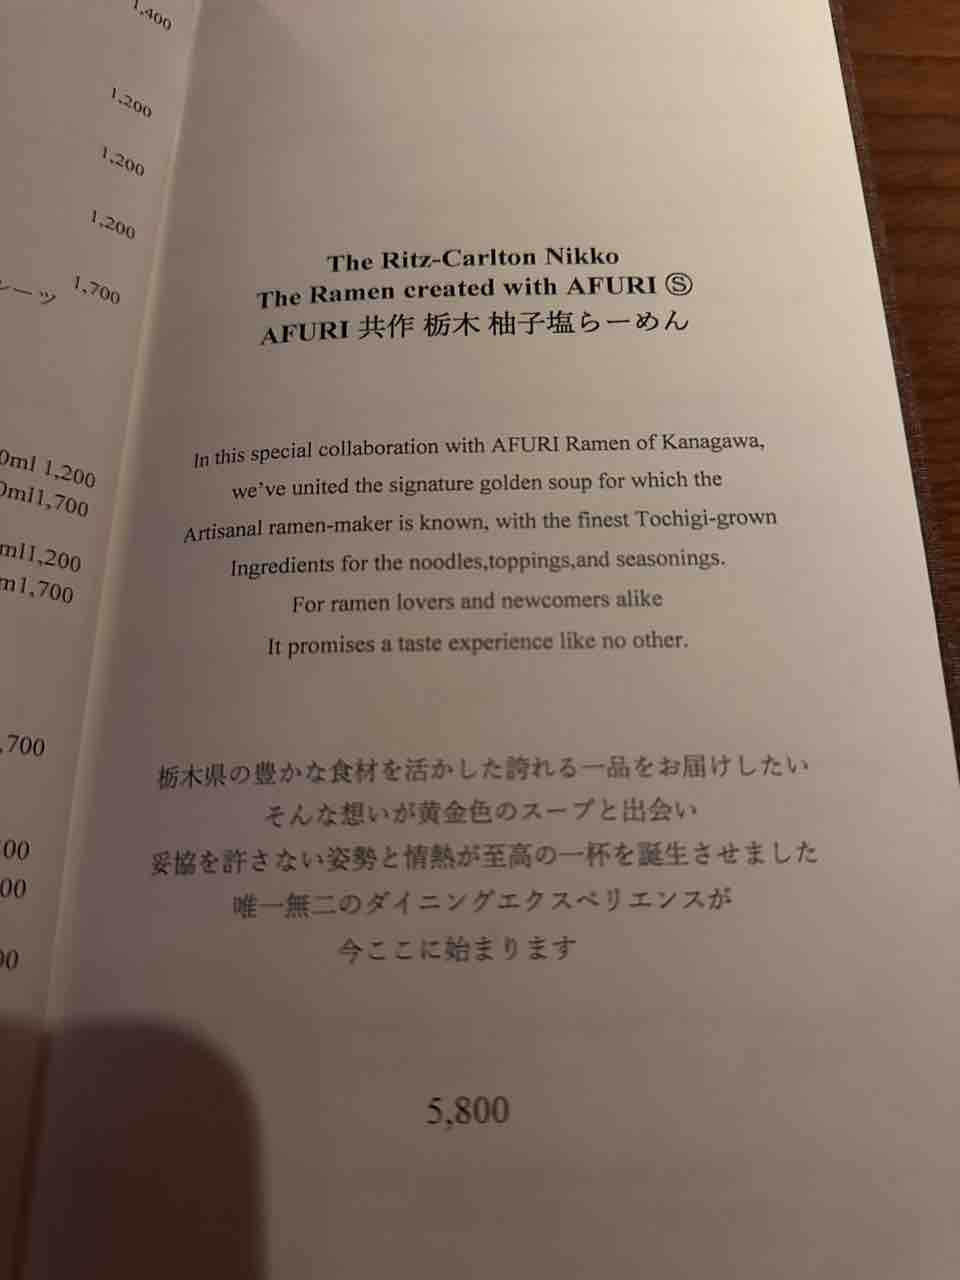 1,400
1,200
1,200
1,200
ルーツ 1,700
0ml 1,200
0ml1,700
ml1,200
m1,700
,700
00
00
00
The Ritz-Carlton Nikko
The Ramen created with AFURI Ⓢ
AFURI 共作 栃木 柚子塩らーめん
In this special collaboration with AFURI Ramen of Kanagawa,
we've united the signature golden soup for which the
Artisanal ramen-maker is known, with the finest Tochigi-grown
Ingredients for the noodles,toppings,and seasonings.
For ramen lovers and newcomers alike
It promises a taste experience like no other.
栃木県の豊かな食材を活かした誇れる一品をお届けしたい
そんな想いが黄金色のスープと出会い
妥協を許さない姿勢と情熱が至高の一杯を誕生させました
唯一無二のダイニングエクスペリエンスが
今ここに始まります
5,800